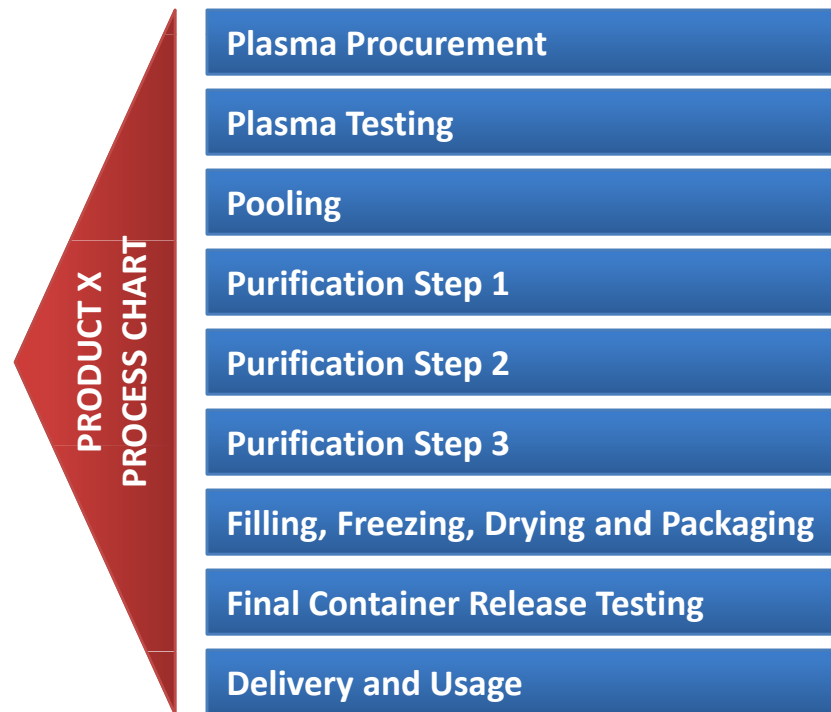 PRODUCT X
PROCESS CHART
Plasma Procurement
Plasma Testing
Pooling
Purification Step 1
Purification Step 2
Purification Step 3
Filling, Freezing, Drying and Packaging
Final Container Release Testing
Delivery and Usage